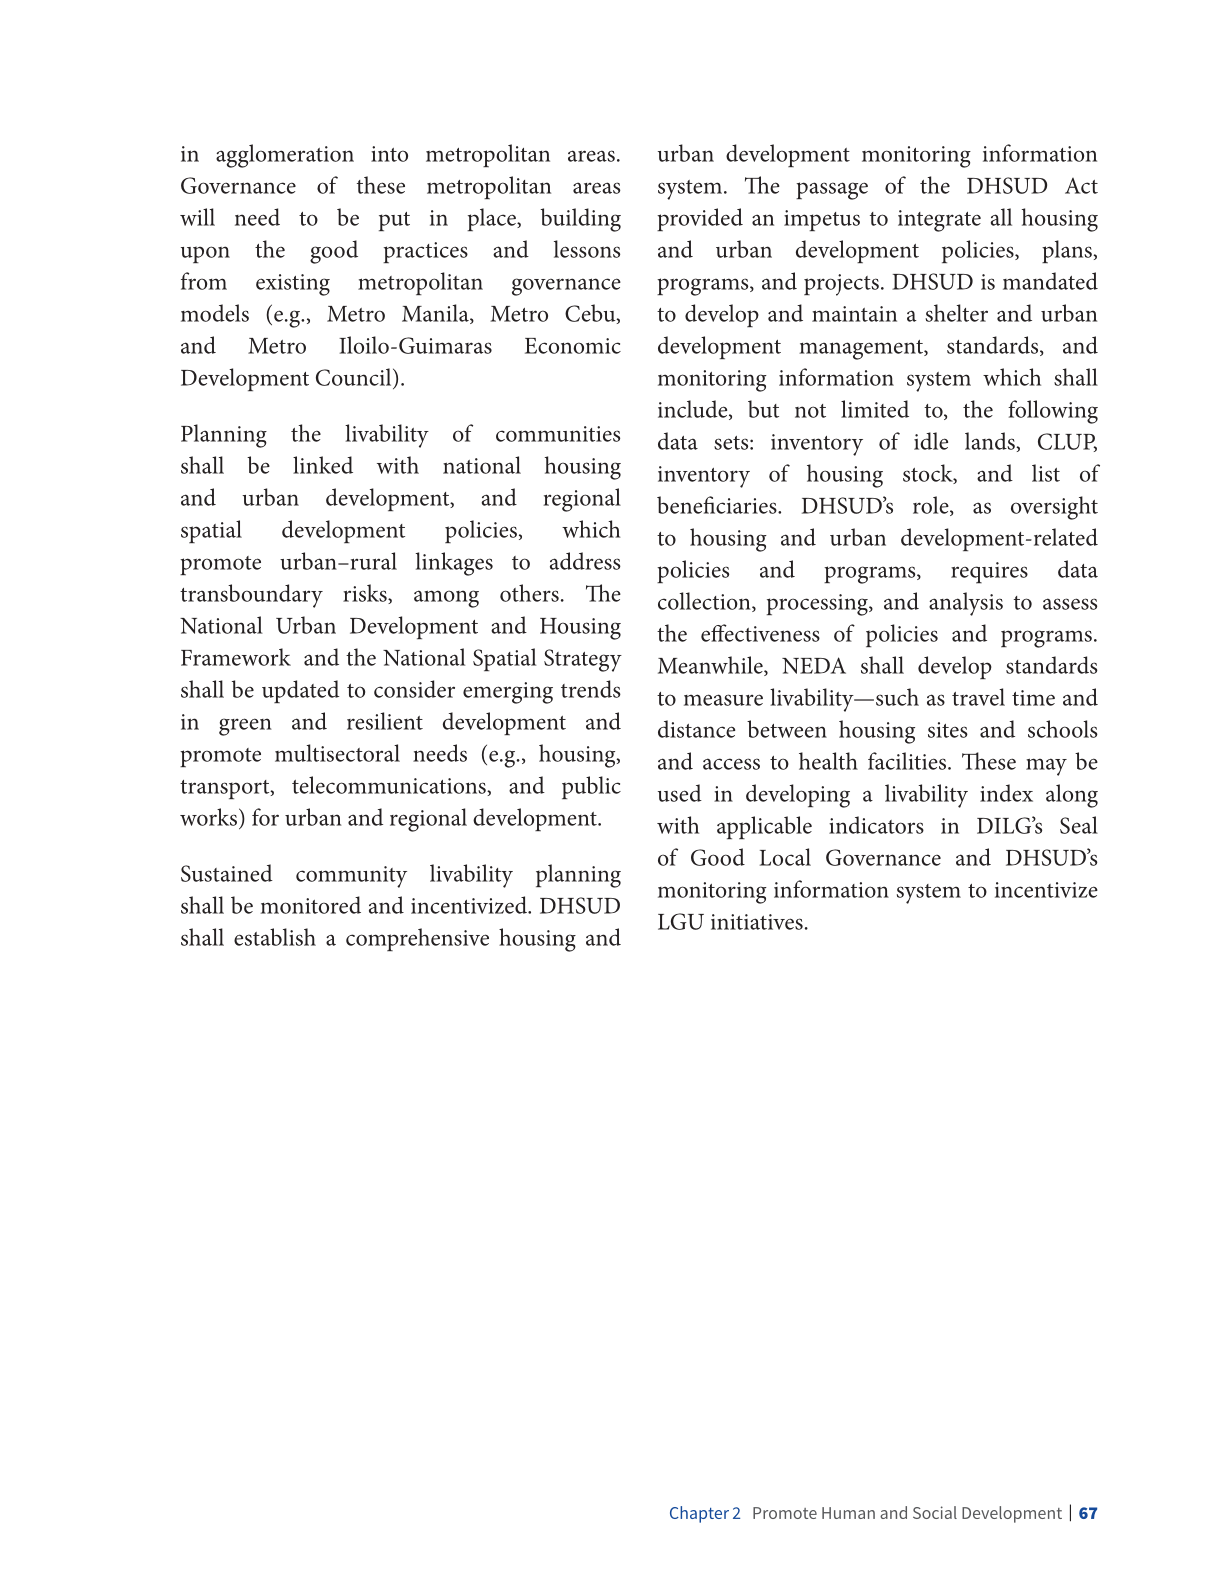 in agglomeration into metropolitan areas.
Governance of these metropolitan areas
will need to be put in place, building
upon the good practices and lessons
from existing metropolitan governance
models (e.g., Metro Manila, Metro Cebu,
and Metro Iloilo-Guimaras Economic
Development Council).
Planning the livability of communities
shall be linked with national housing
and urban development, and regional
spatial development policies, which
promote urban–rural linkages to address
transboundary risks, among others. The
National Urban Development and Housing
Framework and the National Spatial Strategy
shall be updated to consider emerging trends
in green and resilient development and
promote multisectoral needs (e.g., housing,
transport, telecommunications, and public
works) for urban and regional development.
Sustained community livability planning
shall be monitored and incentivized. DHSUD
shall establish a comprehensive housing and
urban development monitoring information
system. The passage of the DHSUD Act
provided an impetus to integrate all housing
and urban development policies, plans,
programs, and projects. DHSUD is mandated
to develop and maintain a shelter and urban
development management, standards, and
monitoring information system which shall
include, but not limited to, the following
data sets: inventory of idle lands, CLUP,
inventory of housing stock, and list of
beneficiaries. DHSUD’s role, as oversight
to housing and urban development-related
policies and programs, requires data
collection, processing, and analysis to assess
the effectiveness of policies and programs.
Meanwhile, NEDA shall develop standards
to measure livability—such as travel time and
distance between housing sites and schools
and access to health facilities. These may be
used in developing a livability index along
with applicable indicators in DILG’s Seal
of Good Local Governance and DHSUD’s
monitoring information system to incentivize
LGU initiatives.
Chapter 2 Promote Human and Social Development | 67